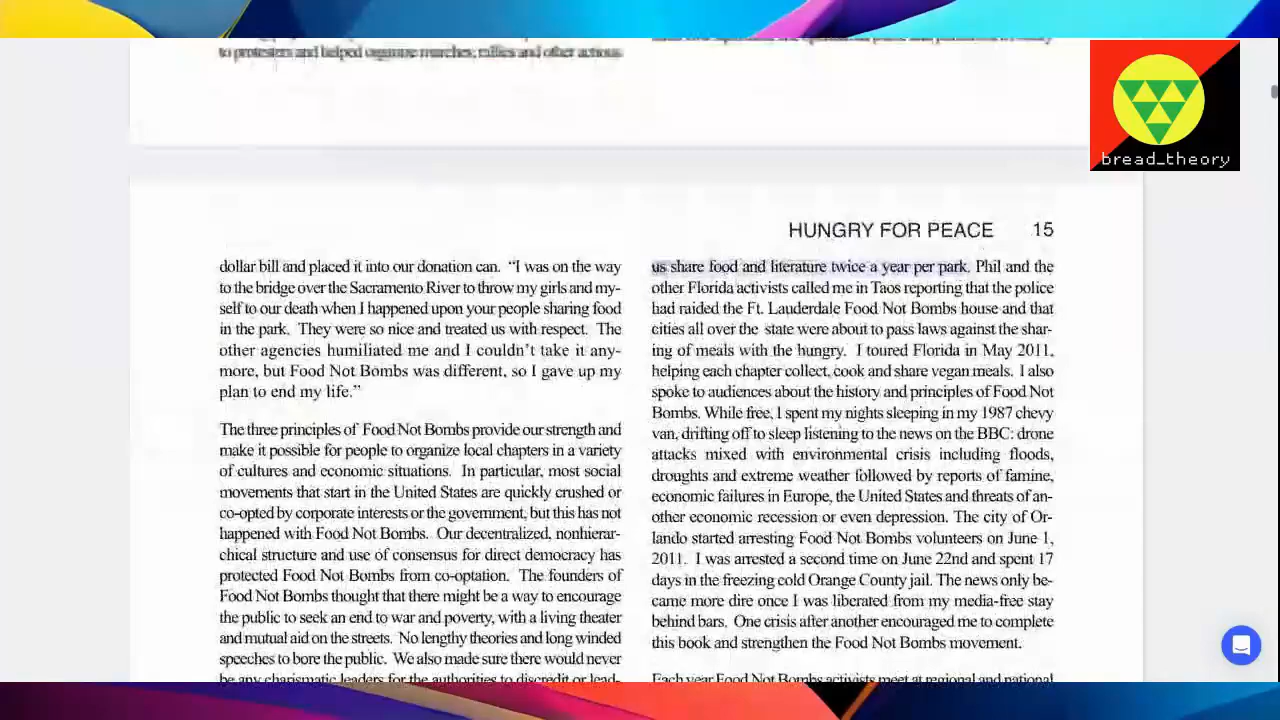 to protesters and helped organize marches, rallies and other actions
bread_theory
HUNGRY FOR PEACE 15
dollar bill and placed it into our donation can. “I was on the way
to the bridge over the Sacramento River to throw my girls and my-
self to our death when I happened upon your people sharing food
in the park. They were so nice and treated us with respect. The
other agencies humiliated me and I couldn’t take it any-
more, but Food Not Bombs was different, so I gave up my
plan to end my life.”
The three principles of Food Not Bombs provide our strength and
make it possible for people to organize local chapters in a variety
of cultures and economic situations. In particular, most social
movements that start in the United States are quickly crushed or
co-opted by corporate interests or the government, but this has not
happened with Food Not Bombs. Our decentralized, nonhierar-
chical structure and use of consensus for direct democracy has
protected Food Not Bombs from co-optation. The founders of
Food Not Bombs thought that there might be a way to encourage
the public to seek an end to war and poverty, with a living theater
and mutual aid on the streets. No lengthy theories and long winded
speeches to bore the public. We also made sure there would never
be any charismatic leaders for the authorities to discredit or lead-
us share food and literature twice a year per park. Phil and the
other Florida activists called me in Taos reporting that the police
had raided the Ft. Lauderdale Food Not Bombs house and that
cities all over the state were about to pass laws against the shar-
ing of meals with the hungry. I toured Florida in May 2011,
helping each chapter collect, cook and share vegan meals. I also
spoke to audiences about the history and principles of Food Not
Bombs. While free, I spent my nights sleeping in my 1987 chevy
van, drifting off to sleep listening to the news on the BBC: drone
attacks mixed with environmental crisis including floods,
droughts and extreme weather followed by reports of famine,
economic failures in Europe, the United States and threats of an-
other economic recession or even depression. The city of Or-
lando started arresting Food Not Bombs volunteers on June 1,
2011. I was arrested a second time on June 22nd and spent 17
days in the freezing cold Orange County jail. The news only be-
came more dire once I was liberated from my media-free stay
behind bars. One crisis after another encouraged me to complete
this book and strengthen the Food Not Bombs movement.
Each year Food Not Bombs activists meet at regional and national